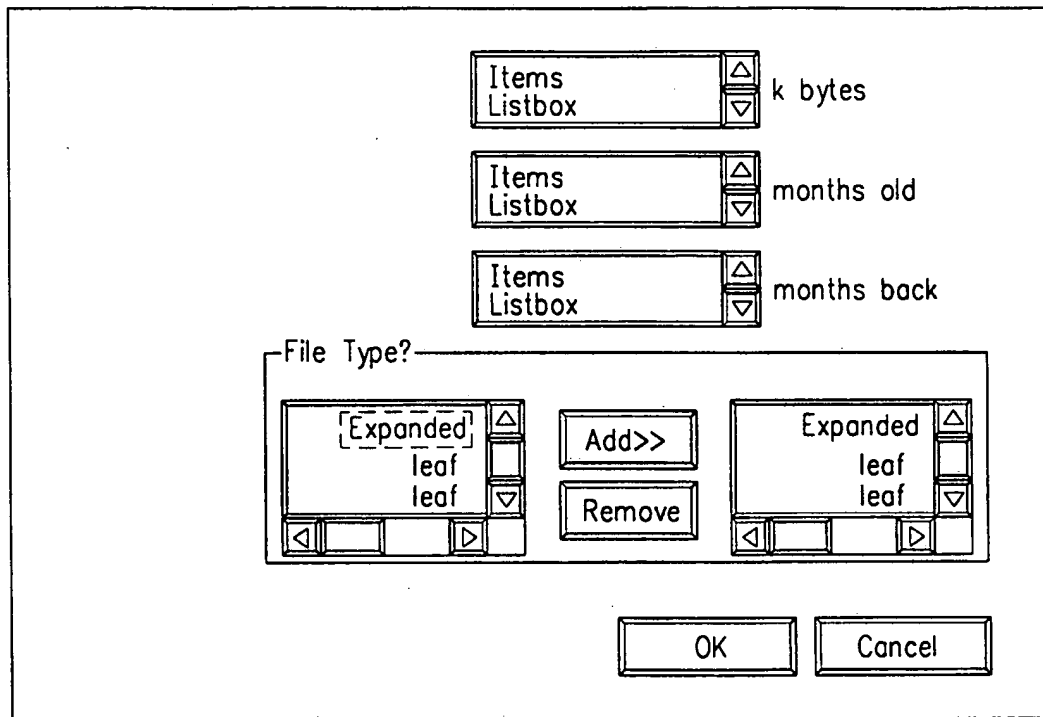 Items
Listbox
k bytes
Items
Listbox
months old
Items
Listbox
months back
File Type?
Expanded
leaf
leaf
Add>>
Remove
Expanded
leaf
leaf
OK
Cancel